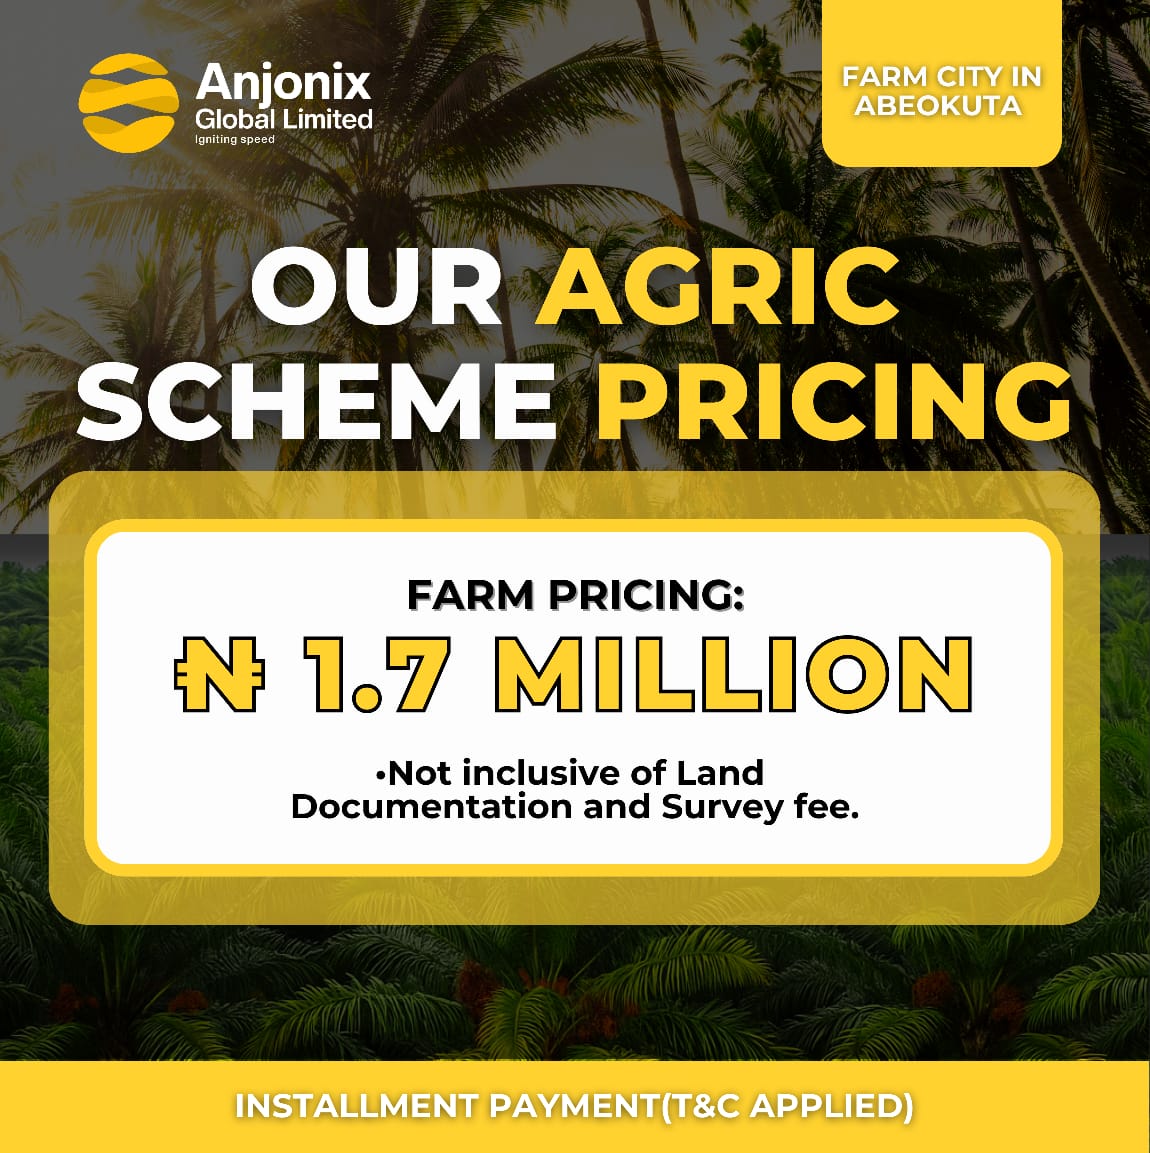 Anjonix
Global Limited
Igniting speed
FARM CITY IN
ABEOKUTA
OUR AGRIC
SCHEME PRICING
FARM PRICING:
₦ 1.7 MILLION
•Not inclusive of Land
Documentation and Survey fee.
INSTALLMENT PAYMENT(T&C APPLIED)